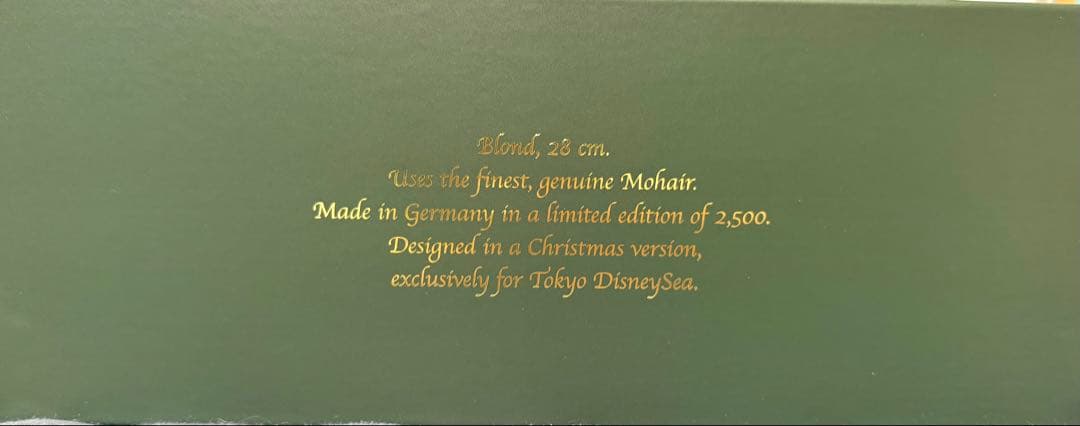 Blond, 28 cm.
Uses the finest, genuine Mohair.
Made in Germany in a limited edition of 2,500.
Designed in a Christmas version,
exclusively for Tokyo DisneySea.